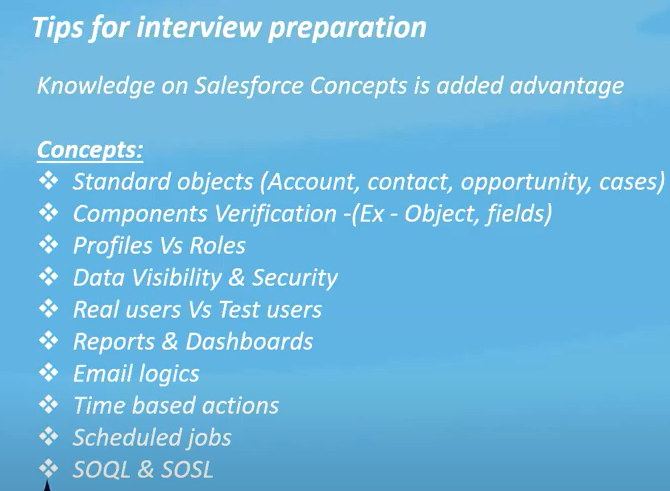 Tips for interview preparation
Knowledge on Salesforce Concepts is added advantage
Concepts:
❖ Standard objects (Account, contact, opportunity, cases)
❖ Components Verification -(Ex - Object, fields)
❖ Profiles Vs Roles
❖ Data Visibility & Security
❖ Real users Vs Test users
❖ Reports & Dashboards
❖ Email logics
❖ Time based actions
❖ Scheduled jobs
❖ SOQL & SOSL